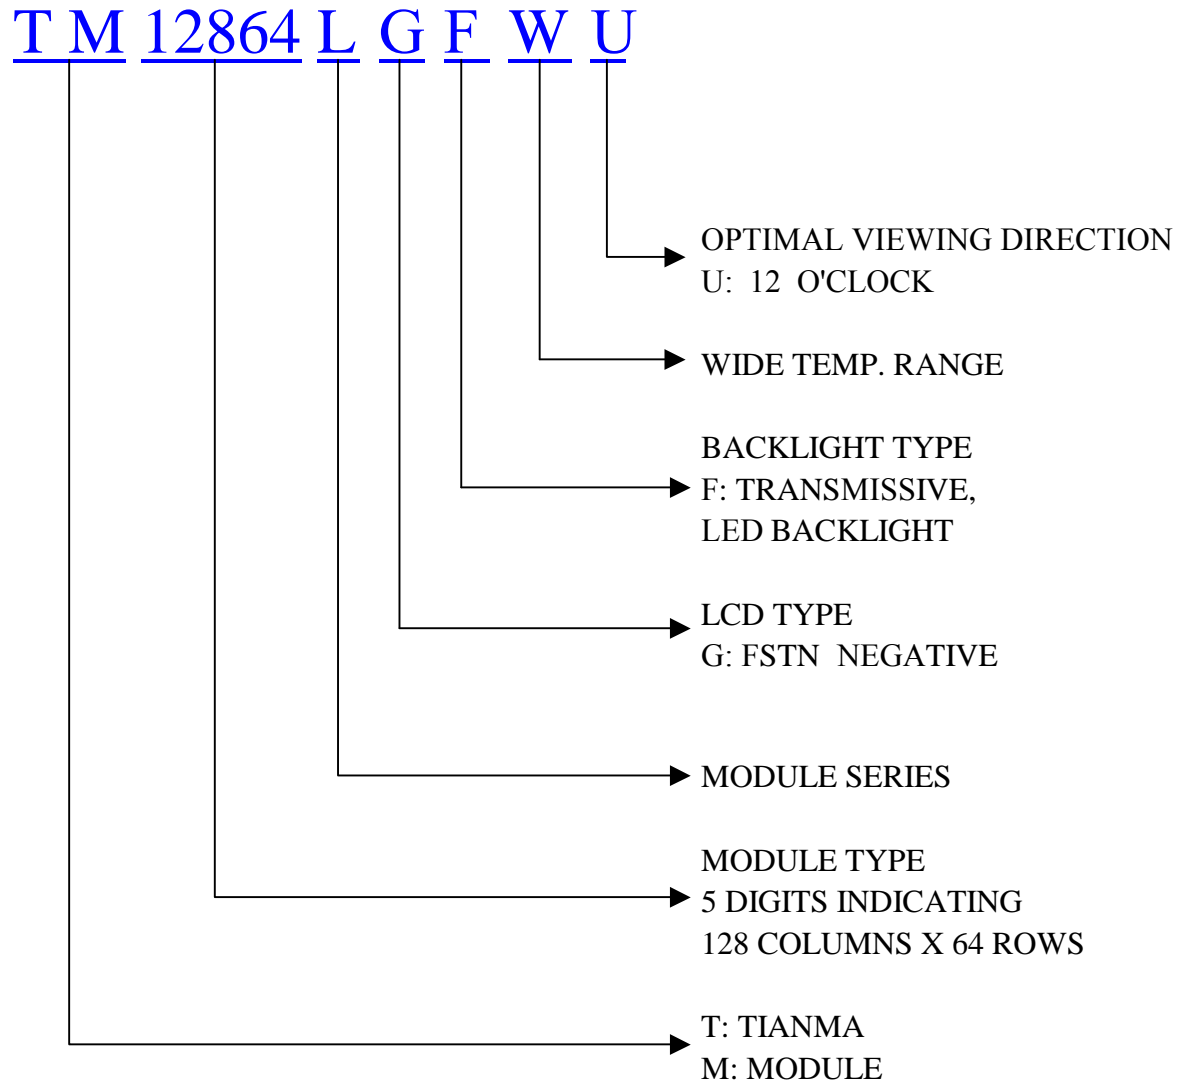 T M 12864 L G F W U
OPTIMAL VIEWING DIRECTION
U: 12 O'CLOCK
WIDE TEMP. RANGE
BACKLIGHT TYPE
F: TRANSMISSIVE,
LED BACKLIGHT
LCD TYPE
G: FSTN NEGATIVE
MODULE SERIES
MODULE TYPE
5 DIGITS INDICATING
128 COLUMNS X 64 ROWS
T: TIANMA
M: MODULE